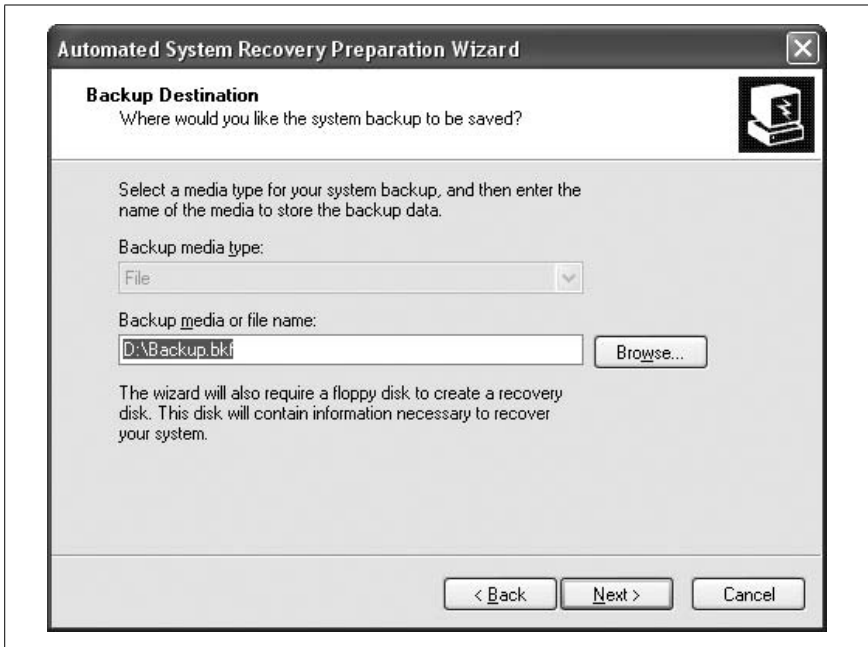 Automated System Recovery Preparation Wizard
Backup Destination
Where would you like the system backup to be saved?
Select a media type for your system backup, and then enter the
name of the media to store the backup data.
Backup media type:
File
Backup media or file name:
D:\Backup.bkf
Browse...
The wizard will also require a floppy disk to create a recovery
disk. This disk will contain information necessary to recover
your system.
< Back
Next >
Cancel